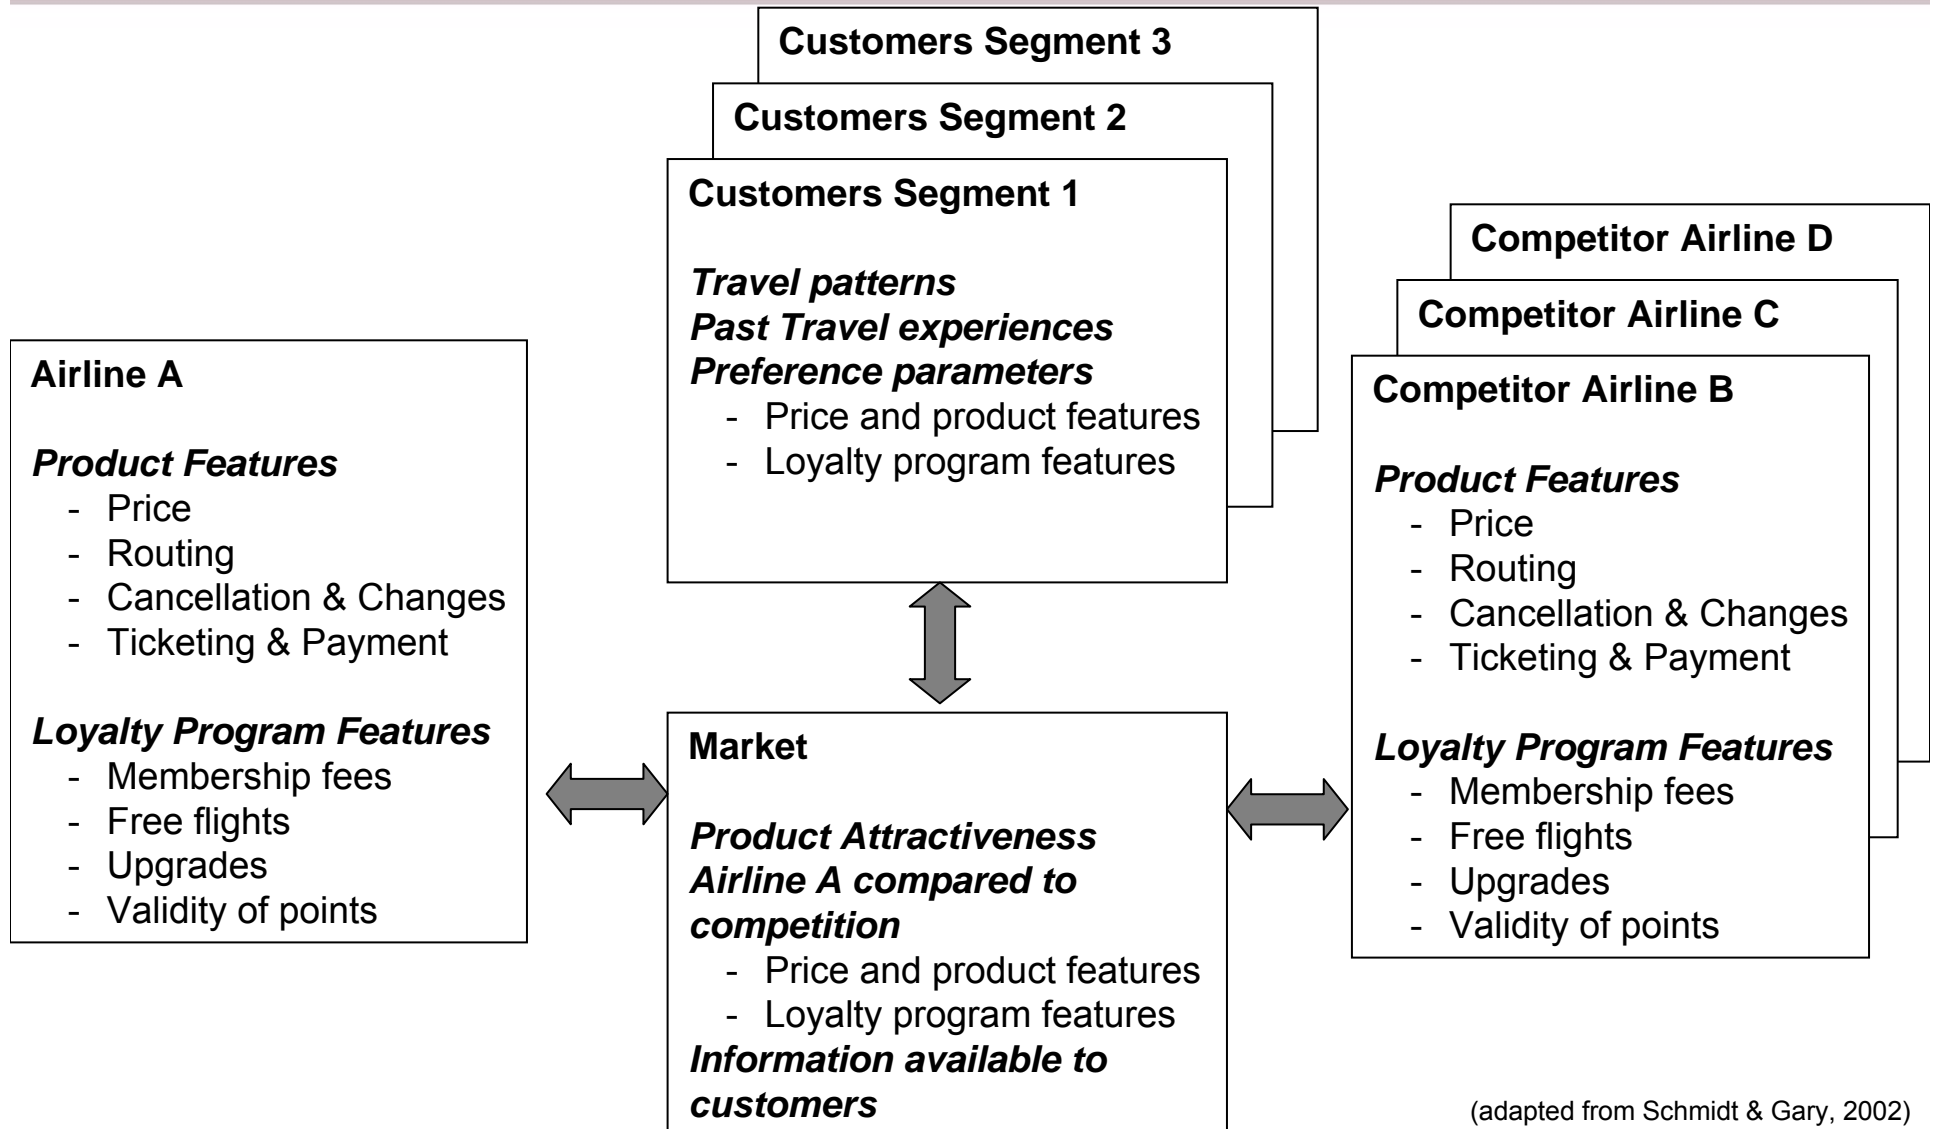 Customers Segment 3
Customers Segment 2
Customers Segment 1
Travel patterns
Past Travel experiences
Preference parameters
- Price and product features
- Loyalty program features
Airline A
Product Features
- Price
- Routing
- Cancellation & Changes
- Ticketing & Payment
Loyalty Program Features
- Membership fees
- Free flights
- Upgrades
- Validity of points
Competitor Airline D
Competitor Airline C
Competitor Airline B
Product Features
- Price
- Routing
- Cancellation & Changes
- Ticketing & Payment
Loyalty Program Features
- Membership fees
- Free flights
- Upgrades
- Validity of points
Market
Product Attractiveness
Airline A compared to
competition
- Price and product features
- Loyalty program features
Information available to
customers
(adapted from Schmidt & Gary, 2002)